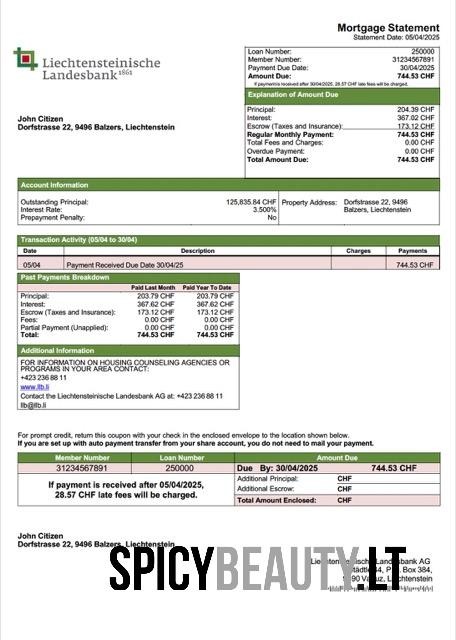 Mortgage Statement
Statement Date: 05/04/2025
Liechtensteinische
Landesbank 1861
Loan Number: 250000
Member Number: 31234567891
Payment Due Date: 30/04/2025
Amount Due: 744.53 CHF
If payment is received after 30/04/2025, 28.57 CHF late fees will be charged.
John Citizen
Dorfstrasse 22, 9496 Balzers, Liechtenstein
Explanation of Amount Due
Principal: 204.39 CHF
Interest: 367.02 CHF
Escrow (Taxes and Insurance): 173.12 CHF
Regular Monthly Payment: 744.53 CHF
Total Fees and Charges: 0.00 CHF
Overdue Payment: 0.00 CHF
Total Amount Due: 744.53 CHF
Account Information
Outstanding Principal: 125,835.84 CHF Property Address: Dorfstrasse 22, 9496
Interest Rate: 3.500% Balzers, Liechtenstein
Prepayment Penalty: No
Transaction Activity (05/04 to 30/04)
Date Description Charges Payments
05/04 Payment Received Due Date 30/04/25 744.53 CHF
Past Payments Breakdown
Paid Last Month Paid Year To Date
Principal: 203.79 CHF 203.79 CHF
Interest: 367.62 CHF 367.62 CHF
Escrow (Taxes and Insurance): 173.12 CHF 173.12 CHF
Fees: 0.00 CHF 0.00 CHF
Partial Payment (Unapplied): 0.00 CHF 0.00 CHF
Total: 744.53 CHF 744.53 CHF
Additional Information
FOR INFORMATION ON HOUSING COUNSELING AGENCIES OR
PROGRAMS IN YOUR AREA CONTACT:
+423 236 88 11
www.llb.li
Contact the Liechtensteinische Landesbank AG at: +423 236 88 11
llb@llb.li
For prompt credit, return this coupon with your check in the enclosed envelope to the location shown below.
If you are set up with auto payment transfer from your share account, you do not need to mail your payment.
Member Number Loan Number Amount Due
31234567891 250000 Due By: 30/04/2025 744.53 CHF
If payment is received after 05/04/2025,
28.57 CHF late fees will be charged.
Additional Principal: CHF
Additional Escrow: CHF
Total Amount Enclosed: CHF
John Citizen
Dorfstrasse 22, 9496 Balzers, Liechtenstein
SPICYBEAUTY.LT
AG
Box 384,